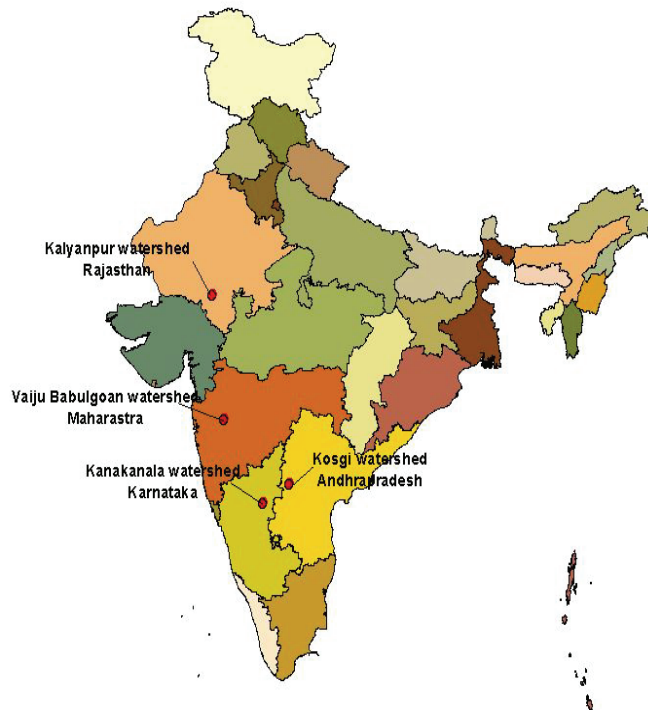 Kalyanpur watershed
Rajasthan
Vaiju Babulgoan watershed
Maharastra
Kanakanala watershed
Karnataka
Kosgi watershed
Andhrapradesh